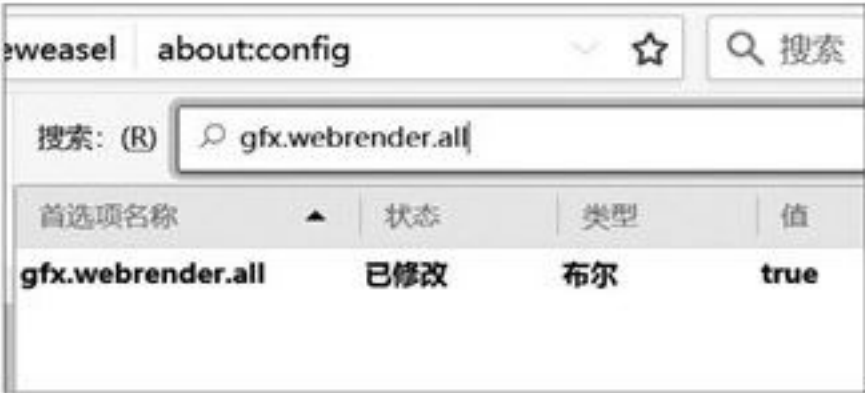 eweasel about:config 搜索
搜索: (R) gfx.webrender.all
首选项名称 状态 类型 值
gfx.webrender.all 已修改 布尔 true